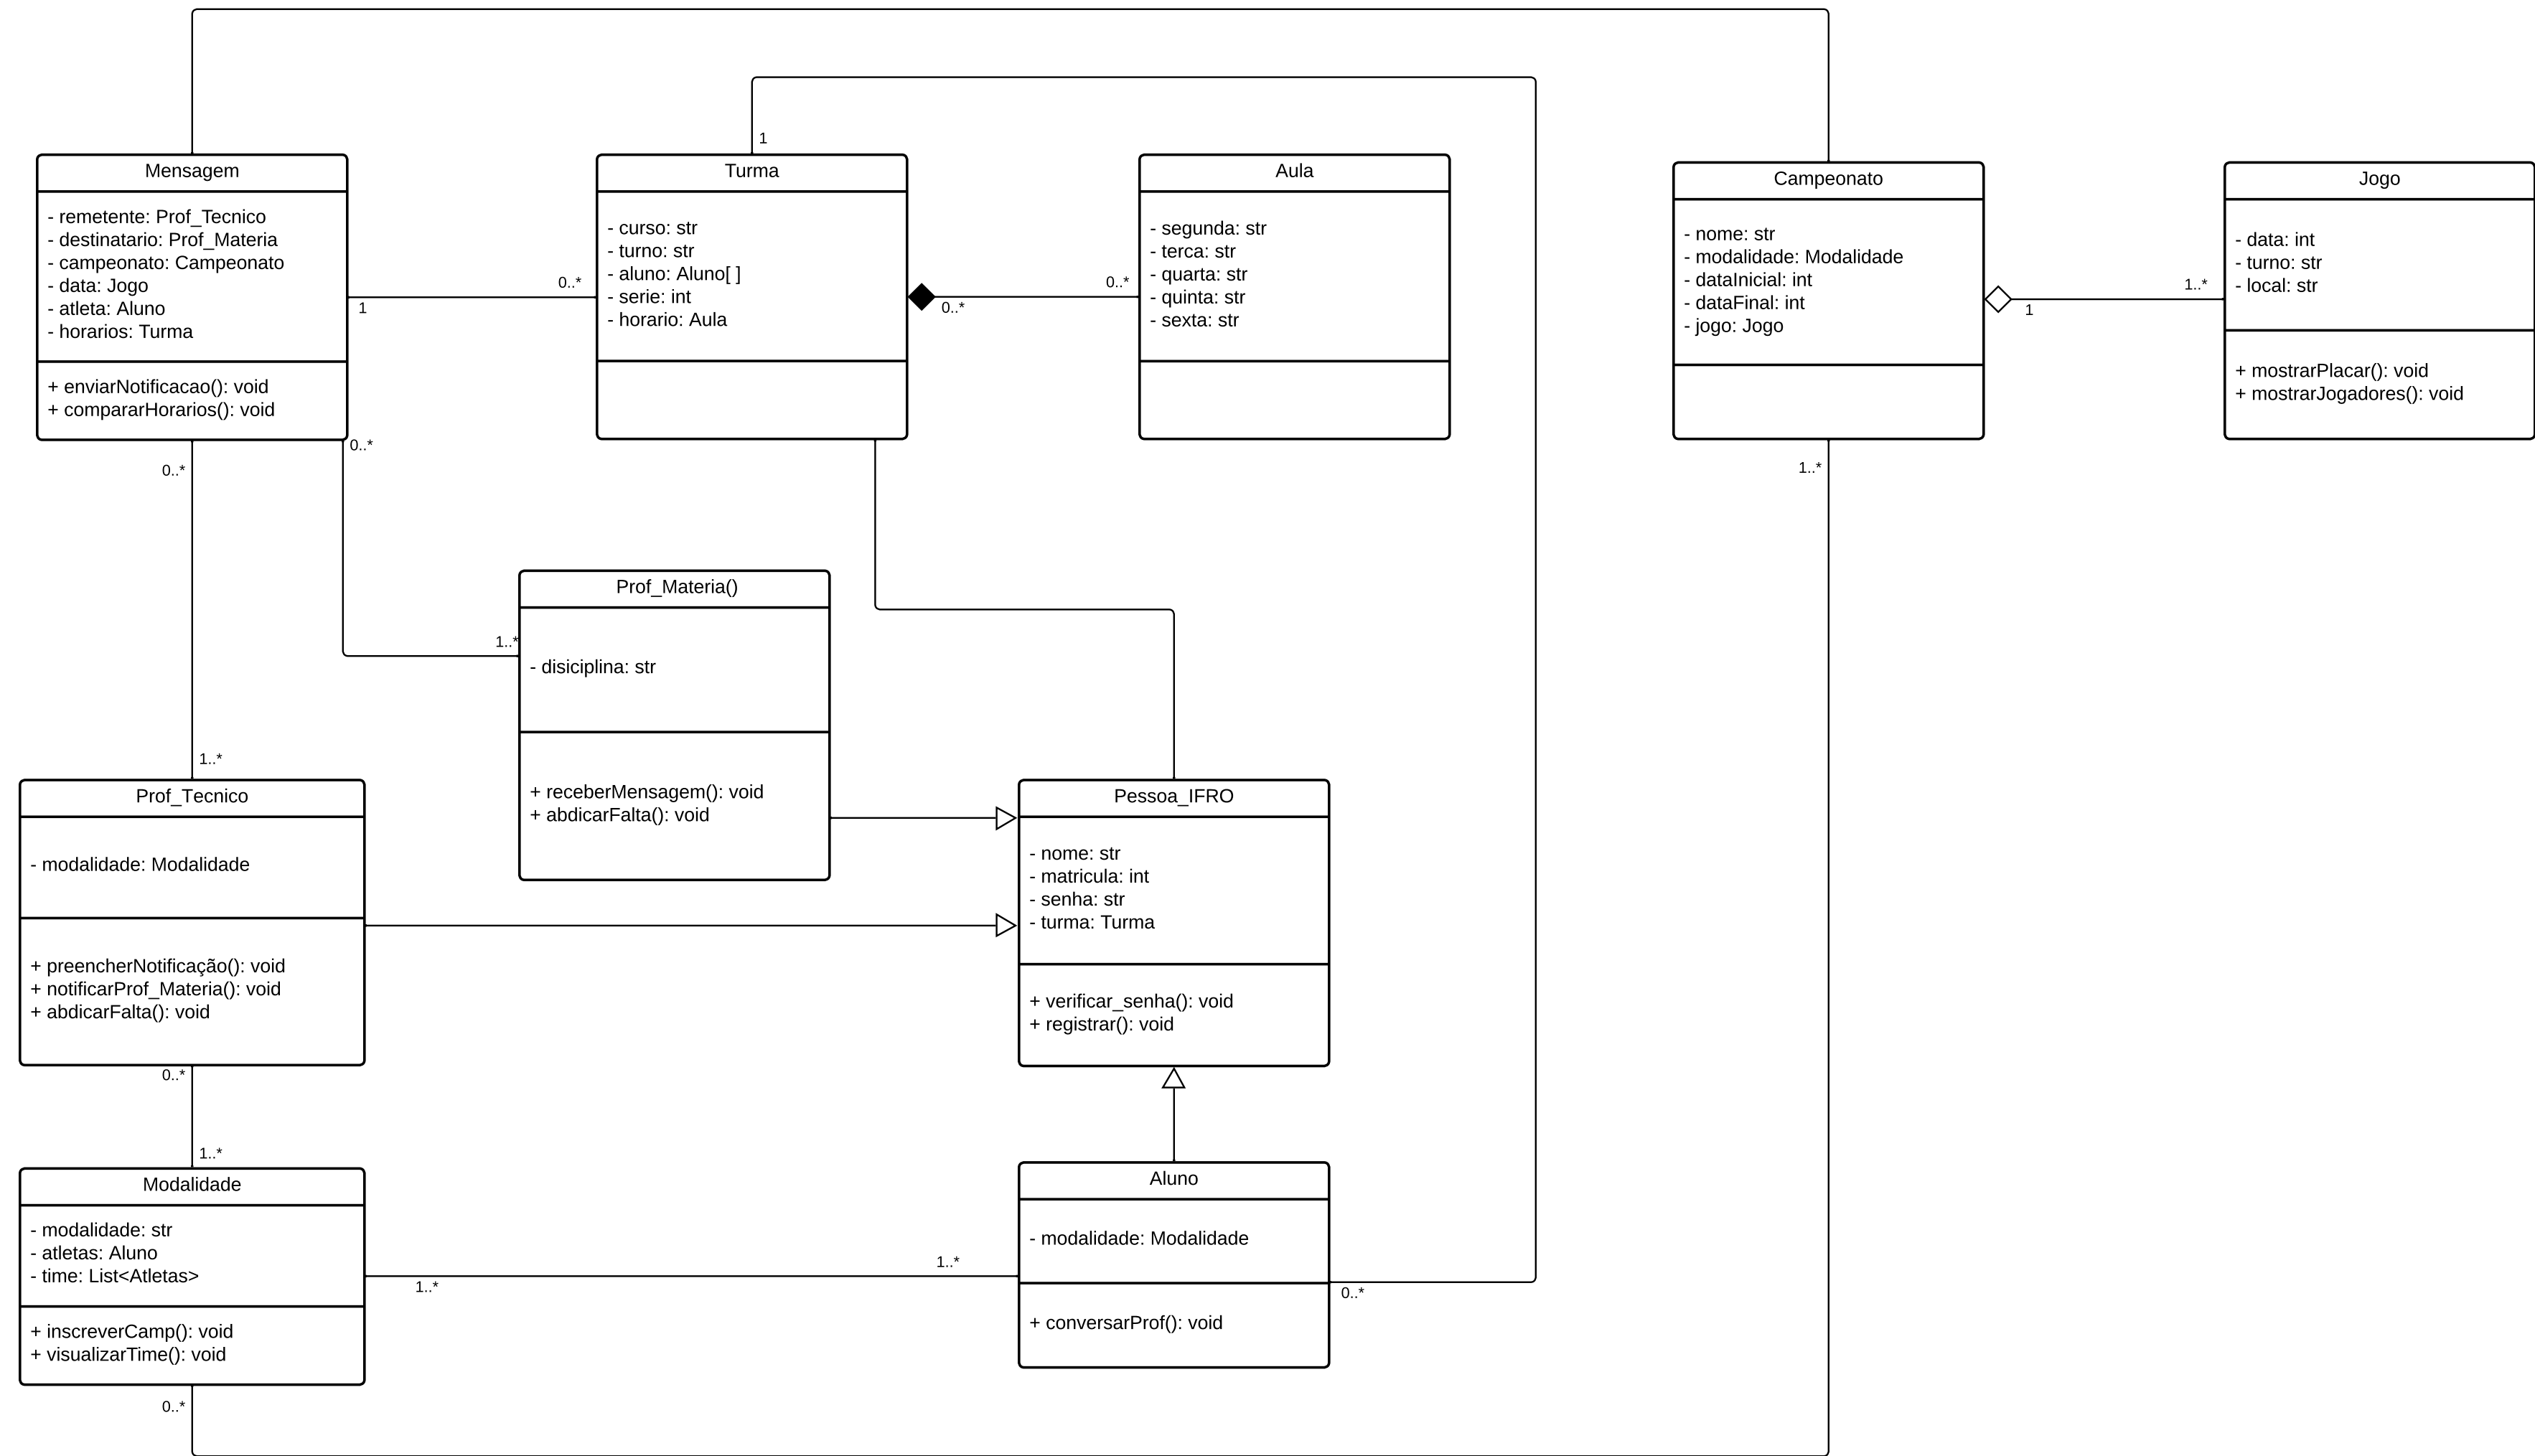 1
Mensagem
- remetente: Prof_Tecnico
- destinatario: Prof_Materia
- campeonato: Campeonato
- data: Jogo
- atleta: Aluno
- horarios: Turma
+ enviarNotificacao(): void
+ compararHorarios(): void
1
0..*
Turma
- curso: str
- turno: str
- aluno: Aluno[ ]
- serie: int
- horario: Aula
0..*
0..*
Aula
- segunda: str
- terca: str
- quarta: str
- quinta: str
- sexta: str
Campeonato
- nome: str
- modalidade: Modalidade
- dataInicial: int
- dataFinal: int
- jogo: Jogo
1
1..*
Jogo
- data: int
- turno: str
- local: str
+ mostrarPlacar(): void
+ mostrarJogadores(): void
0..*
0..*
1..*
1..*
Prof_Materia()
- disiciplina: str
+ receberMensagem(): void
+ abdicarFalta(): void
1..*
Prof_Tecnico
- modalidade: Modalidade
+ preencherNotificação(): void
+ notificarProf_Materia(): void
+ abdicarFalta(): void
Pessoa_IFRO
- nome: str
- matricula: int
- senha: str
- turma: Turma
+ verificar_senha(): void
+ registrar(): void
0..*
1..*
Modalidade
- modalidade: str
- atletas: Aluno
- time: List<Atletas>
+ inscreverCamp(): void
+ visualizarTime(): void
1..*
1..*
Aluno
- modalidade: Modalidade
+ conversarProf(): void
0..*
0..*